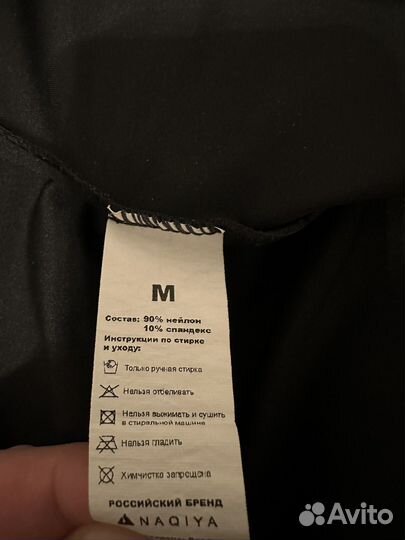 M
Состав: 90% нейлон
10% спандекс
Инструкции по стирке
и уходу:
Только ручная стирка
Нельзя отбеливать
Нельзя выжимать и сушить
в стиральной машине
Нельзя гладить
Химчистка запрещена
РОССИЙСКИЙ БРЕНД
NAQIYA
Avito